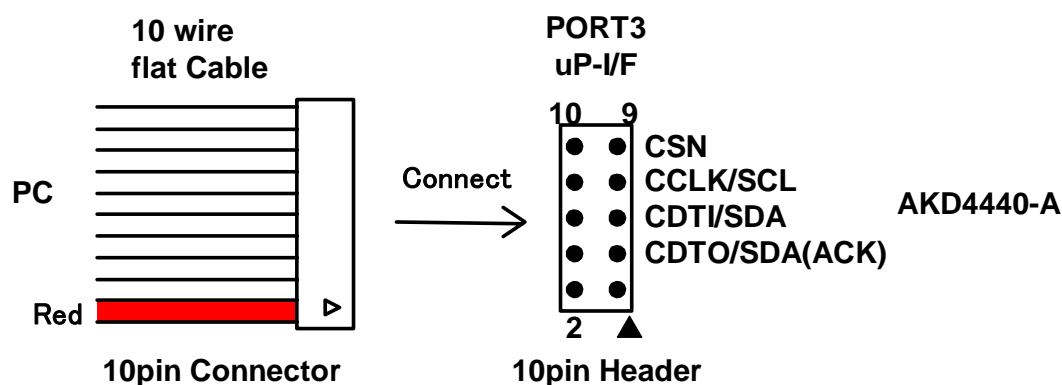 10 wire
flat Cable
PC
Red
10pin Connector
Connect
PORT3
uP-I/F
10 9
CSN
CCLK/SCL
CDTI/SDA
CDTO/SDA(ACK)
2
10pin Header
AKD4440-A